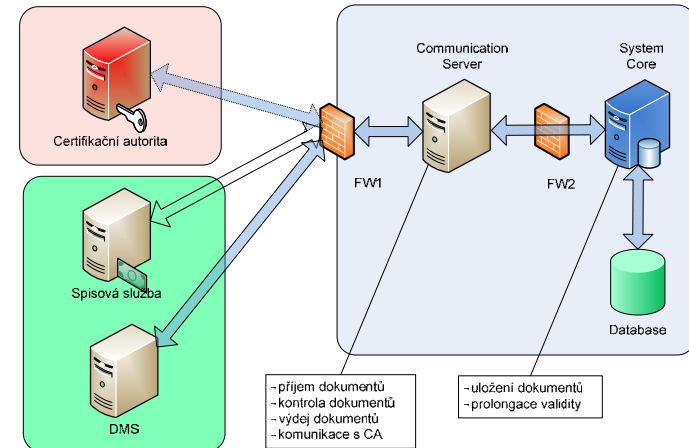 Certifikační autorita
Spisová služba
DMS
FW1
Communication
Server
FW2
System
Core
Database
-příjem dokumentů
-kontrola dokumentů
-výdej dokumentů
-komunikace s CA
-uložení dokumentů
-prolongace validity